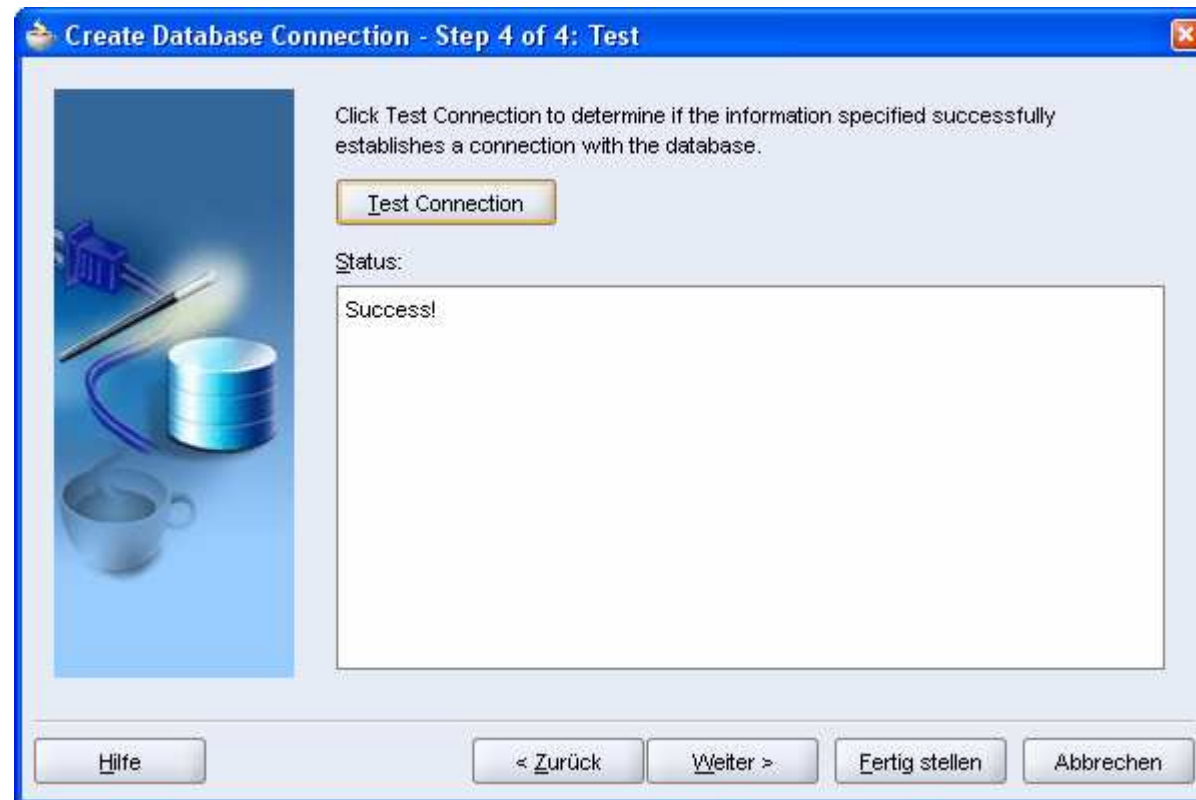 Create Database Connection - Step 4 of 4: Test
Click Test Connection to determine if the information specified successfully
establishes a connection with the database.
Test Connection
Status:
Success!
Hilfe
< Zurück
Weiter >
Fertig stellen
Abbrechen